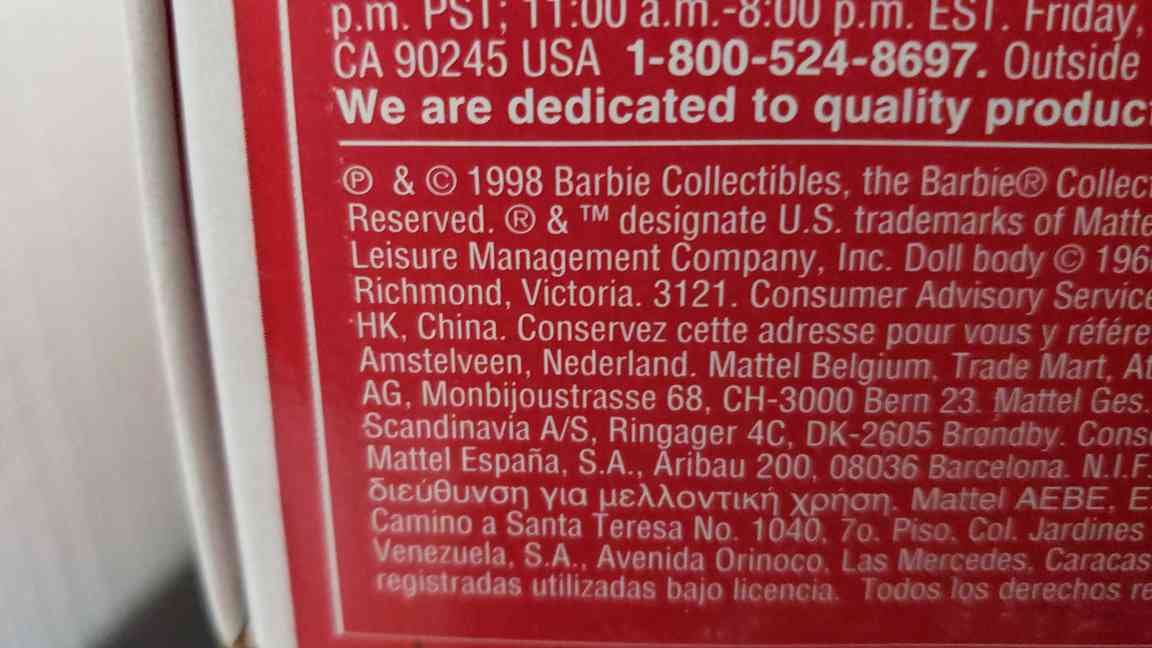 p.m. PST; 11:00 a.m.-8:00 p.m. EST. Friday,
CA 90245 USA 1-800-524-8697. Outside
We are dedicated to quality
℗ & © 1998 Barbie Collectibles, the Barbie®
Reserved. ® & ™ designate U.S. trademarks of
Leisure Management Company, Inc. Doll body ©
Richmond, Victoria. 3121. Consumer Advisory
HK, China. Conservez cette adresse pour vous y
Amstelveen, Nederland. Mattel Belgium, Trade Mart,
AG, Monbijoustrasse 68, CH-3000 Bern 23. Mattel Ges.
Scandinavia A/S, Ringager 4C, DK-2605 Brøndby.
Mattel España, S.A., Aribau 200, 08036 Barcelona. N.I.F.
διεύθυνση για μελλοντική χρήση. Mattel AEBE,
Camino a Santa Teresa No. 1040, 7o. Piso, Col. Jardines
Venezuela, S.A., Avenida Orinoco, Las Mercedes, Caracas
registradas utilizadas bajo licencia. Todos los derechos